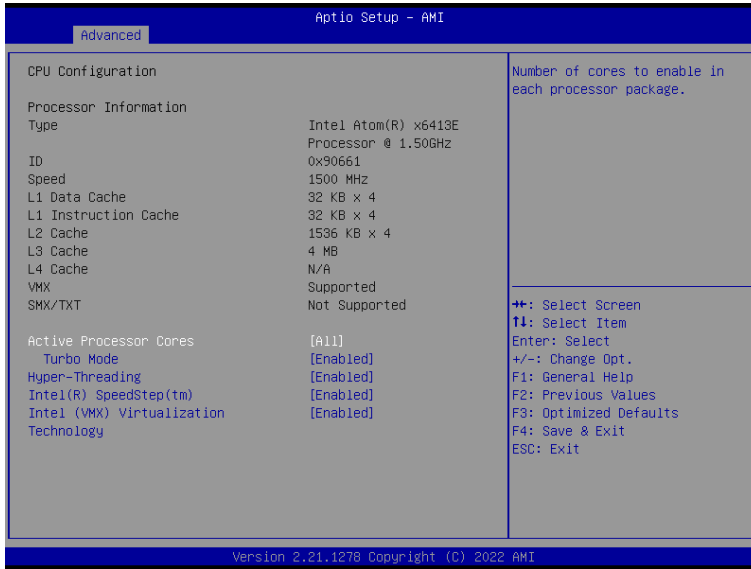 Aptio Setup - AMI
Advanced
CPU Configuration
Processor Information
Type Intel Atom(R) x6413E
Processor @ 1.50GHz
ID 0x90661
Speed 1500 MHz
L1 Data Cache 32 KB x 4
L1 Instruction Cache 32 KB x 4
L2 Cache 1536 KB x 4
L3 Cache 4 MB
L4 Cache N/A
VMX Supported
SMX/TXT Not Supported
Active Processor Cores [All]
Turbo Mode [Enabled]
Hyper-Threading [Enabled]
Intel(R) SpeedStep(tm) [Enabled]
Intel (VMX) Virtualization [Enabled]
Technology
Number of cores to enable in
each processor package.
→←: Select Screen
↑↓: Select Item
Enter: Select
+/-: Change Opt.
F1: General Help
F2: Previous Values
F3: Optimized Defaults
F4: Save & Exit
ESC: Exit
Version 2.21.1278 Copyright (C) 2022 AMI